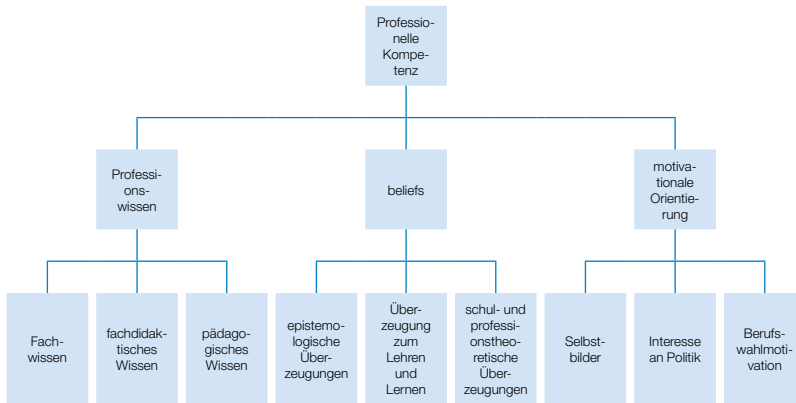 Professio-
nelle
Kompe-
tenz
Professi-
ons-
wissen
beliefs
motiva-
tionale
Orientie-
rung
Fach-
wissen
fachdidak-
tisches
Wissen
pädago-
gisches
Wissen
epistemo-
logische
Über-
zeugungen
Über-
zeugung
zum
Lehren
und
Lernen
schul- und
professi-
onstheo-
retische
Über-
zeugungen
Selbst-
bilder
Interesse
an Politik
Berufs-
wahlmoti-
vation